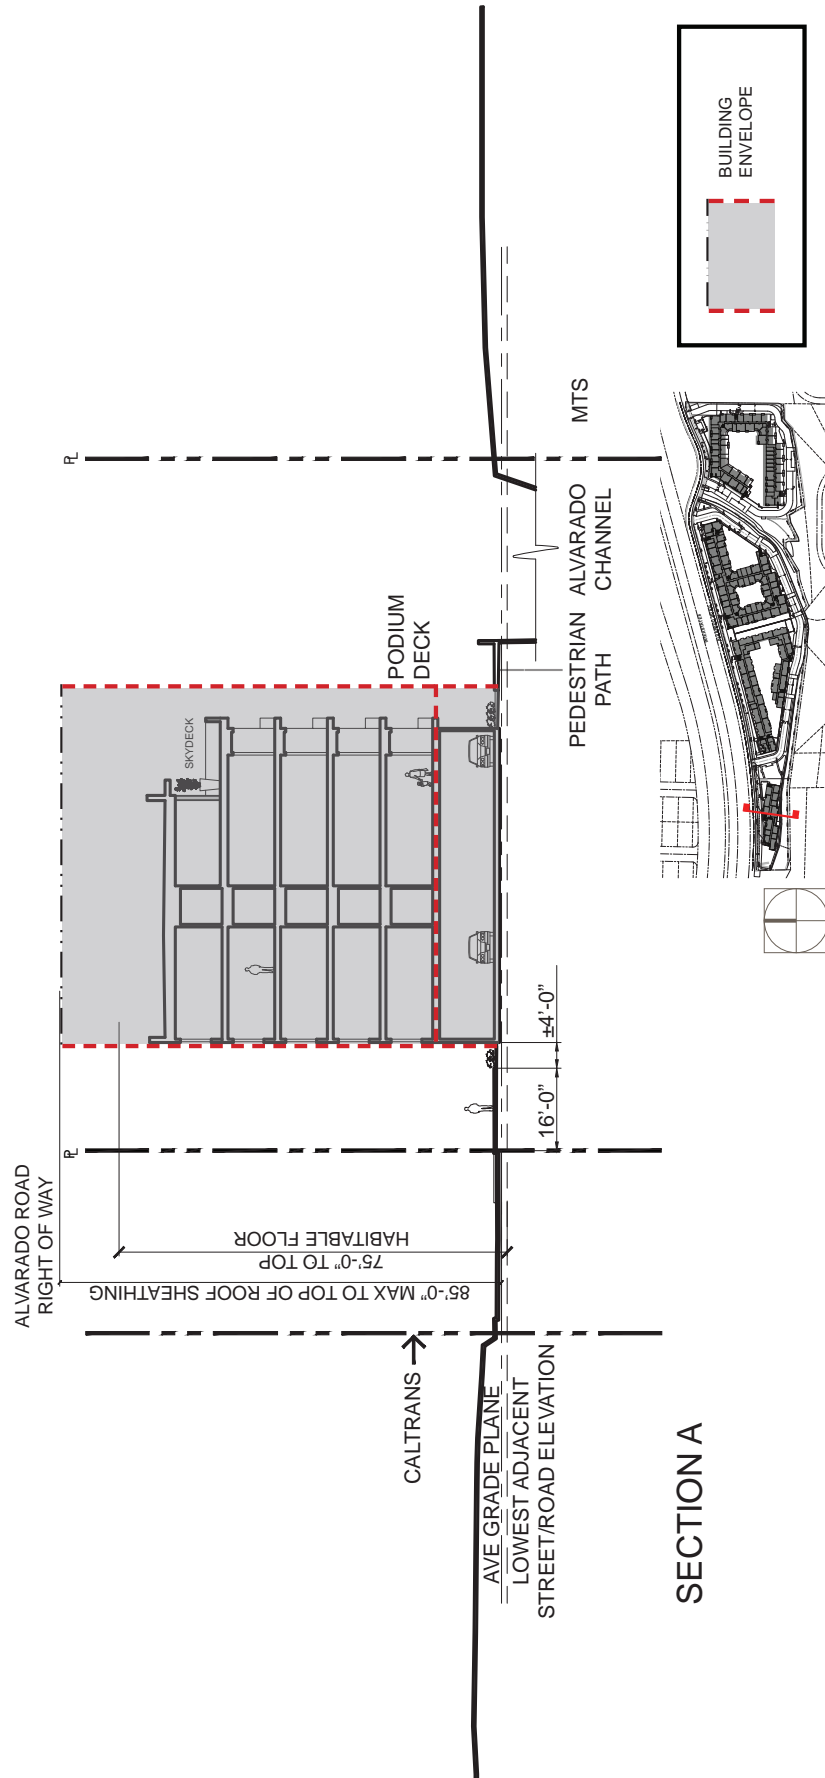 ALVARADO ROAD
RIGHT OF WAY
PL
PL
SKYDECK
PODIUM
DECK
85'-0" MAX TO TOP OF ROOF SHEATHING
75'-0" TO TOP
HABITABLE FLOOR
CALTRANS
AVE GRADE PLANE
LOWEST ADJACENT
STREET/ROAD ELEVATION
16'-0"
±4'-0"
PEDESTRIAN
PATH
ALVARADO
CHANNEL
MTS
SECTION A
BUILDING
ENVELOPE